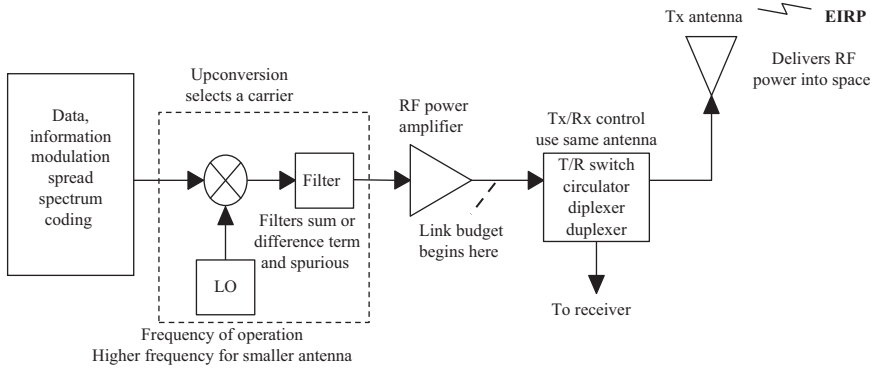 Data,
information
modulation
spread
spectrum
coding
Upconversion
selects a carrier
Filter
Filters sum or
difference term
and spurious
LO
Frequency of operation
Higher frequency for smaller antenna
RF power
amplifier
Link budget
begins here
Tx/Rx control
use same antenna
T/R switch
circulator
diplexer
duplexer
To receiver
Tx antenna
EIRP
Delivers RF
power into space